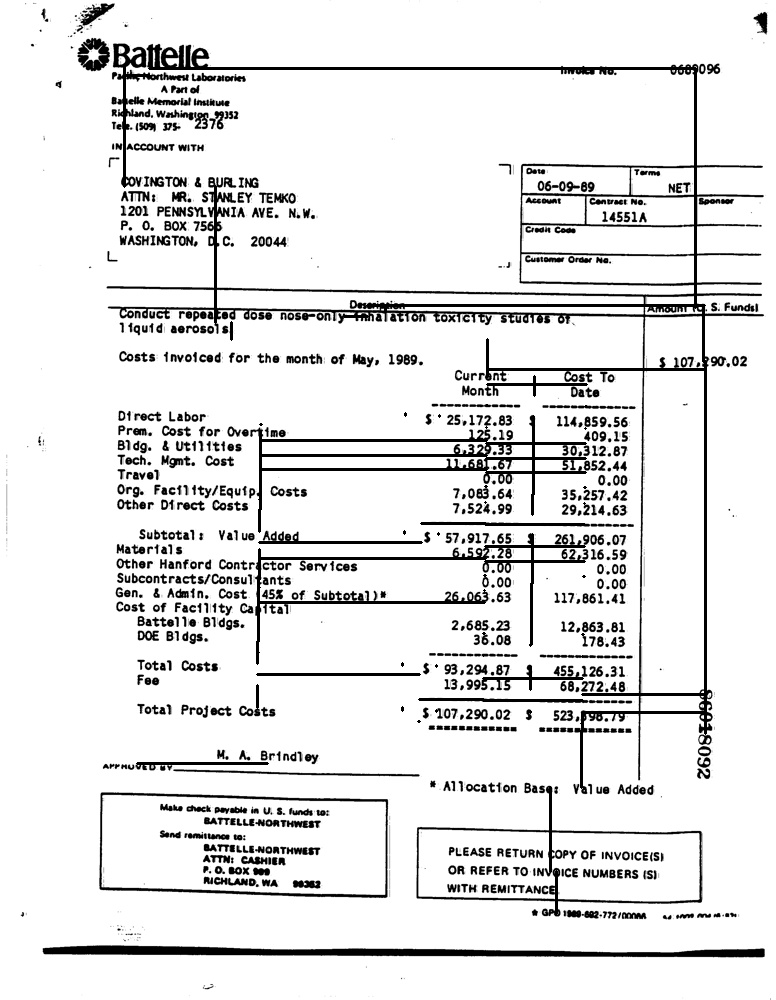 Battelle
Pacific Northwest Laboratories
A Part of
Battelle Memorial Institute
Richland, Washington 99352
Tele. (509) 375- 2376
Invoice No. 0689096
IN ACCOUNT WITH
COVINGTON & BURLING
ATTN: MR. STANLEY TEMKO
1201 PENNSYLVANIA AVE. N.W.
P. O. BOX 7566
WASHINGTON, D.C. 20044
Date Terms
06-09-89 NET
Account Contract No. Sponsor
14551A
Credit Code
Customer Order No.
Description Amount S. Funds)
Conduct repeated dose nose-only inhalation toxicity studies of
liquid aerosols
Costs invoiced for the month of May, 1989. $ 107,290.02
Current Cost To
Month Date
Direct Labor $ 25,172.83 $ 114,859.56
Prem. Cost for Overtime 125.19 409.15
Bldg. & Utilities 6,329.33 30,312.87
Tech. Mgmt. Cost 11,681.67 51,852.44
Travel 0.00 0.00
Org. Facility/Equip. Costs 7,083.64 35,257.42
Other Direct Costs 7,524.99 29,214.63
Subtotal: Value Added $ 57,917.65 $ 261,906.07
Materials 6,592.28 62,316.59
Other Hanford Contractor Services 0.00 0.00
Subcontracts/Consultants 0.00 0.00
Gen. & Admin. Cost (45% of Subtotal)* 26,063.63 117,861.41
Cost of Facility Capital
Battelle Bldgs. 2,685.23 12,863.81
DOE Bldgs. 36.08 178.43
Total Costs $ 93,294.87 $ 455,126.31
Fee 13,995.15 68,272.48
Total Project Costs $ 107,290.02 $ 523,398.79
M. A. Brindley
APPROVED BY
* Allocation Base: Value Added
Make check payable in U. S. funds to:
BATTELLE-NORTHWEST
Send remittance to:
BATTELLE-NORTHWEST
ATTN: CASHIER
P. O. BOX 999
RICHLAND, WA 99352
PLEASE RETURN COPY OF INVOICE(S)
OR REFER TO INVOICE NUMBERS (S)
WITH REMITTANCE
* GPO 1989-692-772/00086